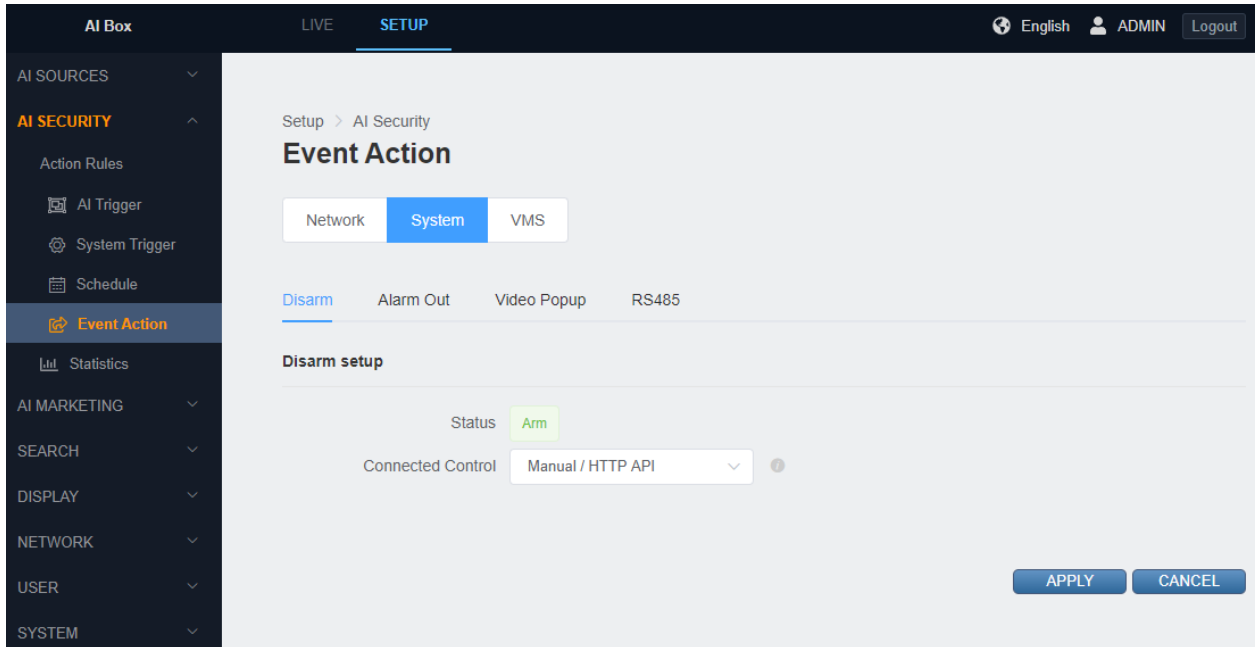 AI Box
LIVE
SETUP
English
ADMIN
Logout
AI SOURCES
AI SECURITY
Action Rules
AI Trigger
System Trigger
Schedule
Event Action
Statistics
AI MARKETING
SEARCH
DISPLAY
NETWORK
USER
SYSTEM
Setup > AI Security
Event Action
Network
System
VMS
Disarm
Alarm Out
Video Popup
RS485
Disarm setup
Status Arm
Connected Control Manual / HTTP API
APPLY
CANCEL